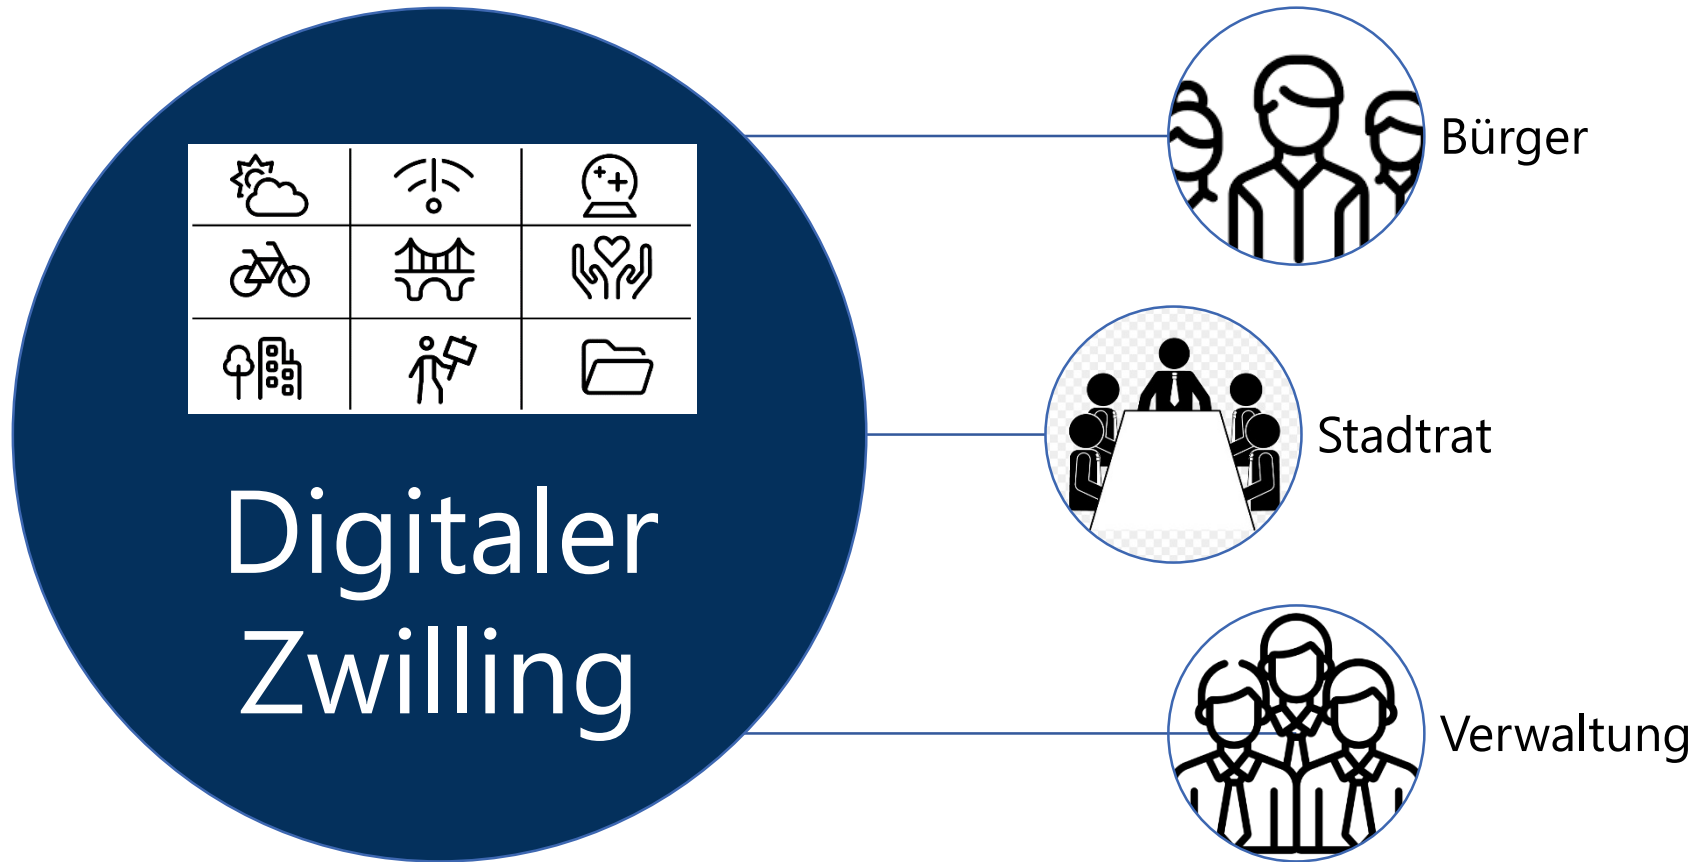 Digitaler
Zwilling
Bürger
Stadtrat
Verwaltung